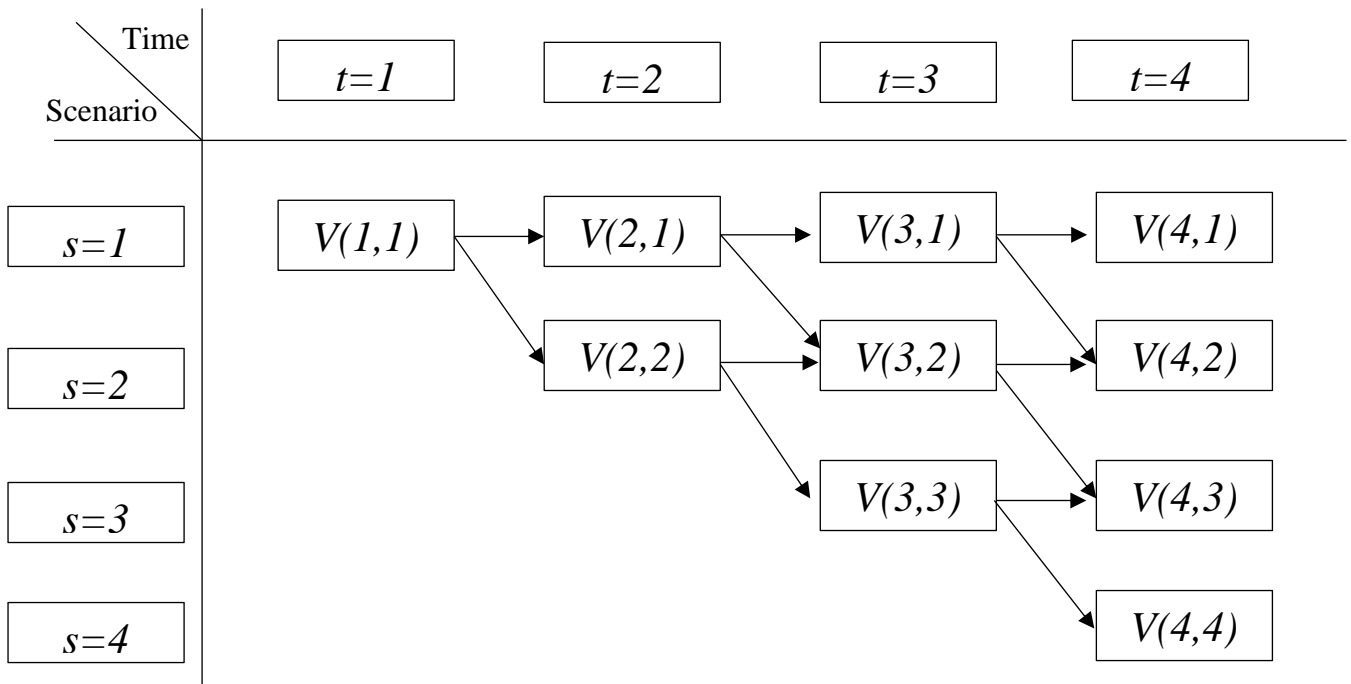 Time
Scenario
t=1 t=2 t=3 t=4
s=1 V(1,1) V(2,1) V(3,1) V(4,1)
s=2 V(2,2) V(3,2) V(4,2)
s=3 V(3,3) V(4,3)
s=4 V(4,4)